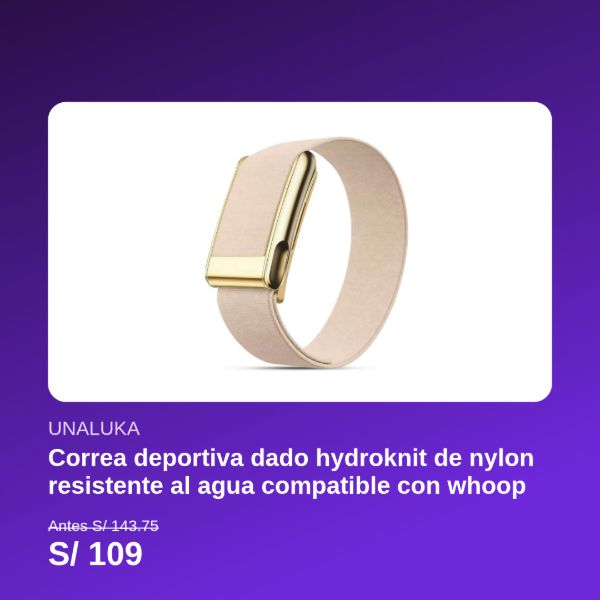 UNALUKA
Correa deportiva dado hydroknit de nylon
resistente al agua compatible con whoop
Antes S/ 143.75
S/ 109